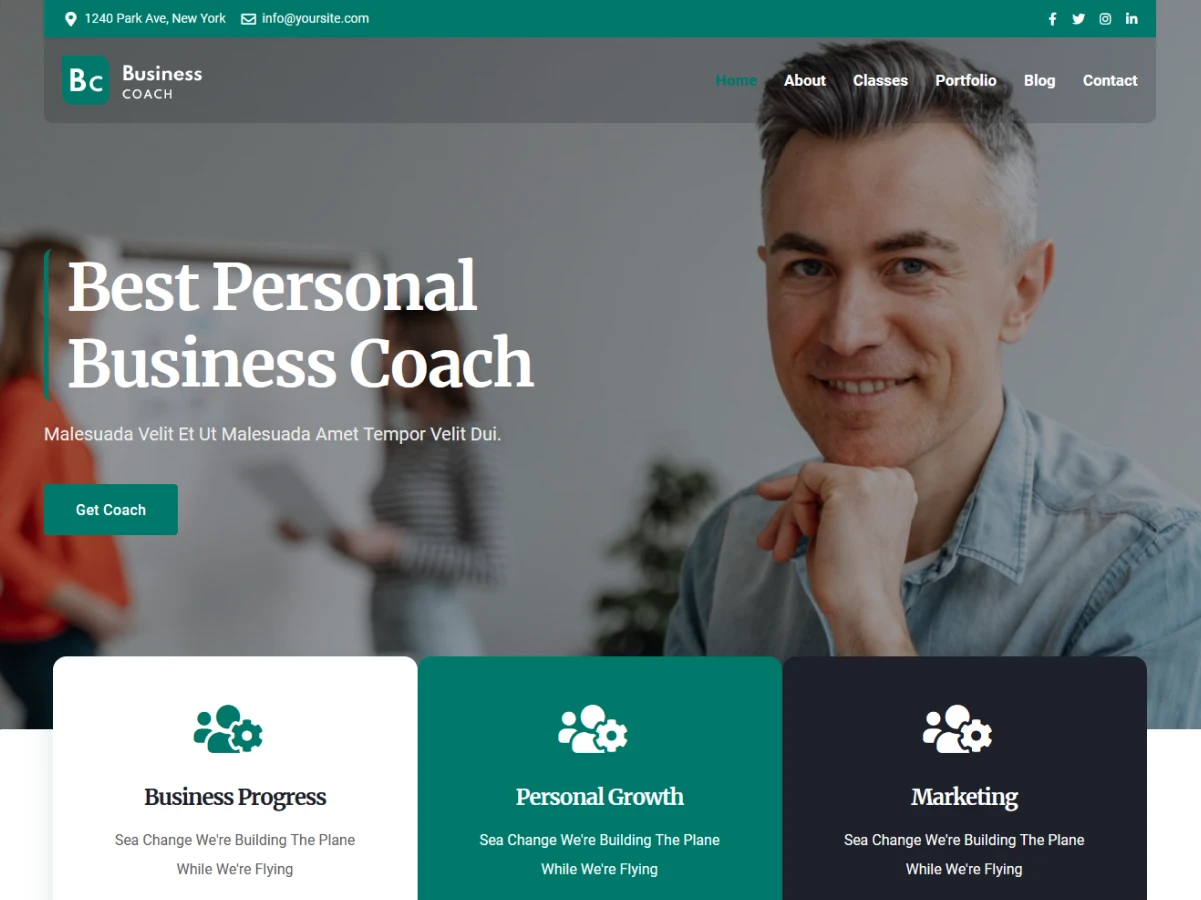 1240 Park Ave, New York info@yoursite.com
Bc Business
COACH
Home About Classes Portfolio Blog Contact
Best Personal
Business Coach
Malesuada Velit Et Ut Malesuada Amet Tempor Velit Dui.
Get Coach
Business Progress
Sea Change We're Building The Plane
While We're Flying
Personal Growth
Sea Change We're Building The Plane
While We're Flying
Marketing
Sea Change We're Building The Plane
While We're Flying